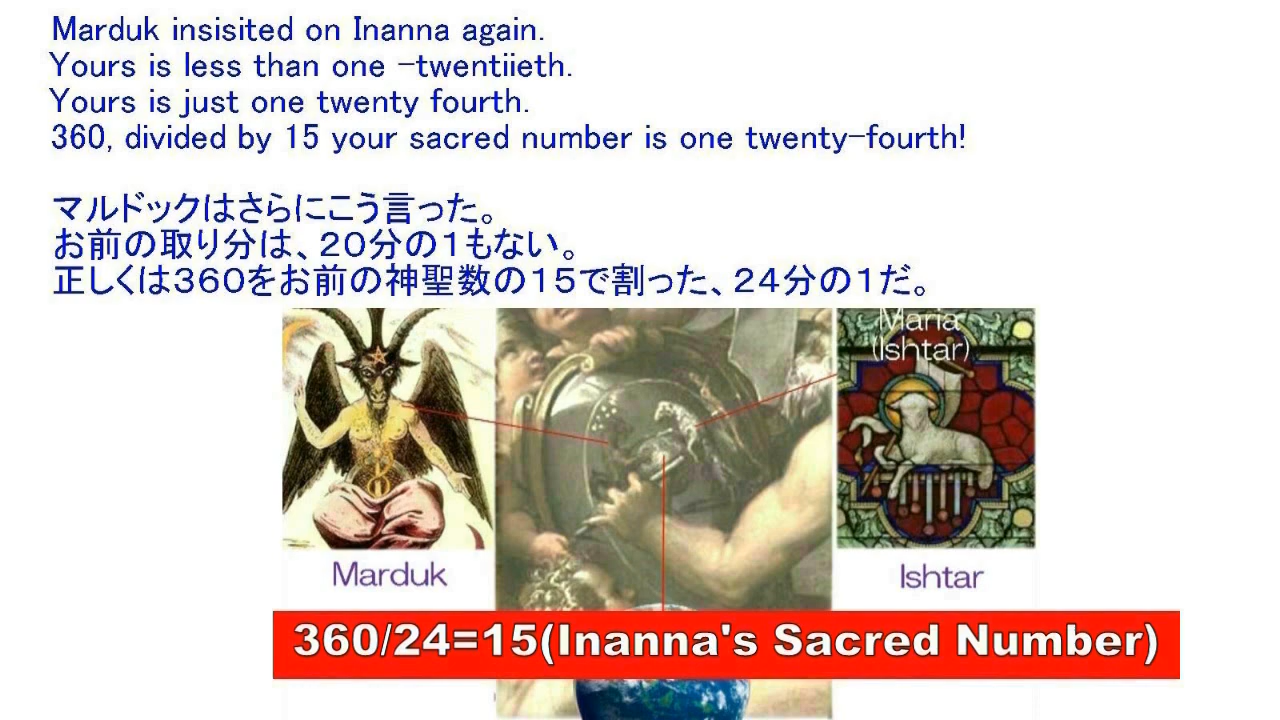 Marduk insisited on Inanna again.
Yours is less than one -twentiieth.
Yours is just one twenty fourth.
360, divided by 15 your sacred number is one twenty-fourth!
マルドックはさらにこう言った。
お前の取り分は、２０分の１もない。
正しくは３６０をお前の神聖数の１５で割った、２４分の１だ。
Maria
(Ishtar)
Marduk
Ishtar
360/24=15(Inanna's Sacred Number)